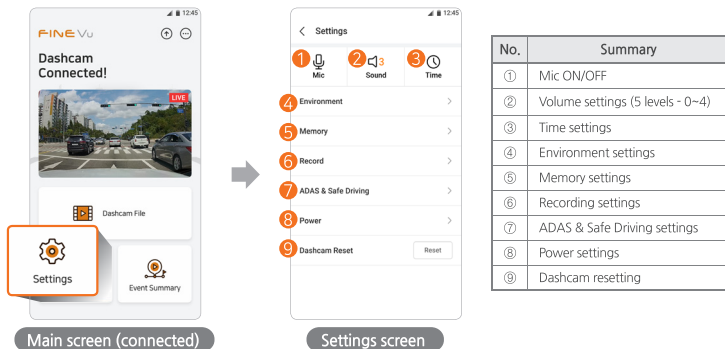 12:45
FINEVu
Dashcam
Connected!
LIVE
Dashcam File
Settings
Event Summary
Main screen (connected)
12:45
Settings
1 2 3 3
Mic Sound Time
4 Environment
5 Memory
6 Record
7 ADAS & Safe Driving
8 Power
9 Dashcam Reset Reset
Settings screen
No. Summary
① Mic ON/OFF
② Volume settings (5 levels - 0~4)
③ Time settings
④ Environment settings
⑤ Memory settings
⑥ Recording settings
⑦ ADAS & Safe Driving settings
⑧ Power settings
⑨ Dashcam resetting